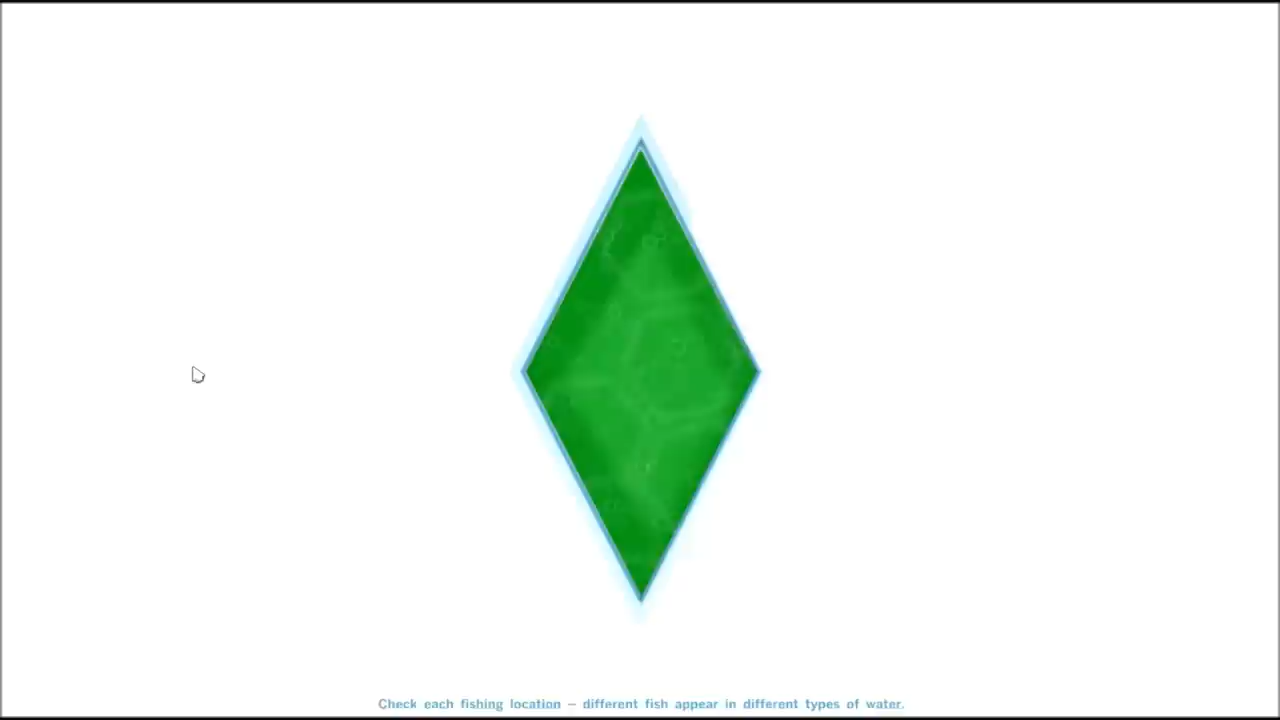 Check each fishing location – different fish appear in different types of water.